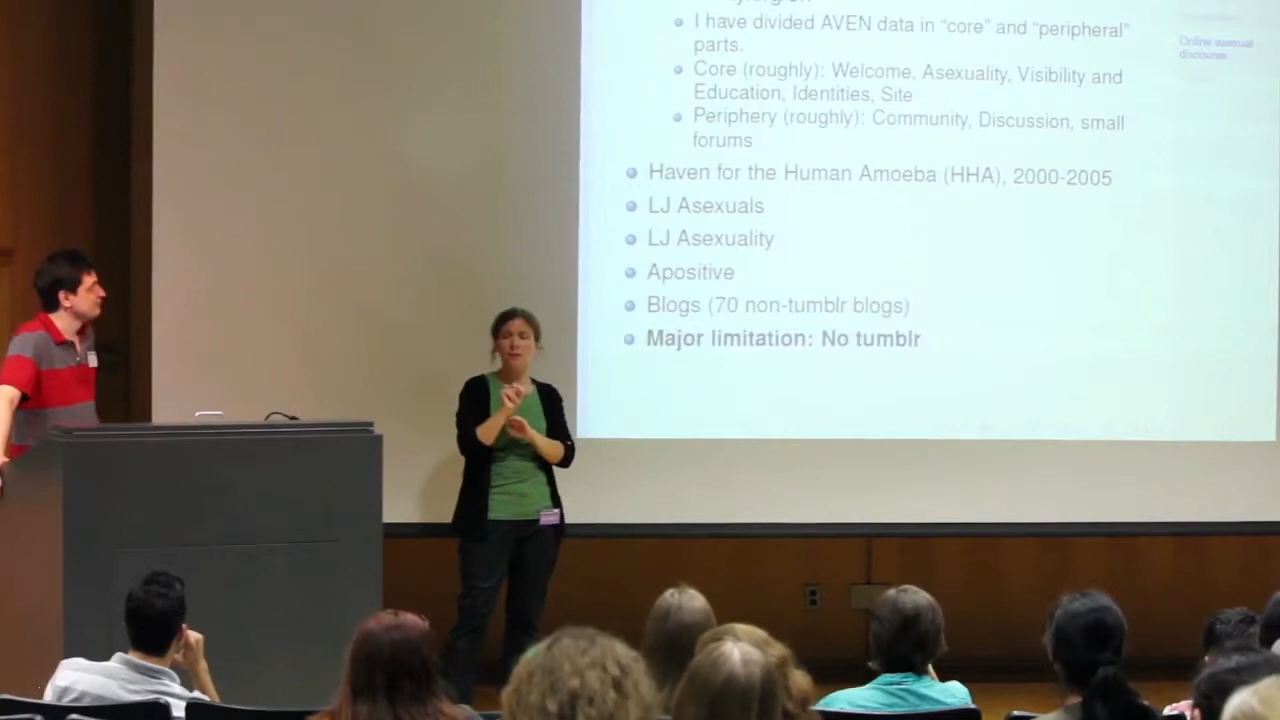 I have divided AVEN data in “core” and “peripheral”
parts.
Core (roughly): Welcome, Asexuality, Visibility and
Education, Identities, Site
Periphery (roughly): Community, Discussion, small
forums
Haven for the Human Amoeba (HHA), 2000-2005
LJ Asexuals
LJ Asexuality
Apositive
Blogs (70 non-tumblr blogs)
Major limitation: No tumblr
Online asexual
discourse